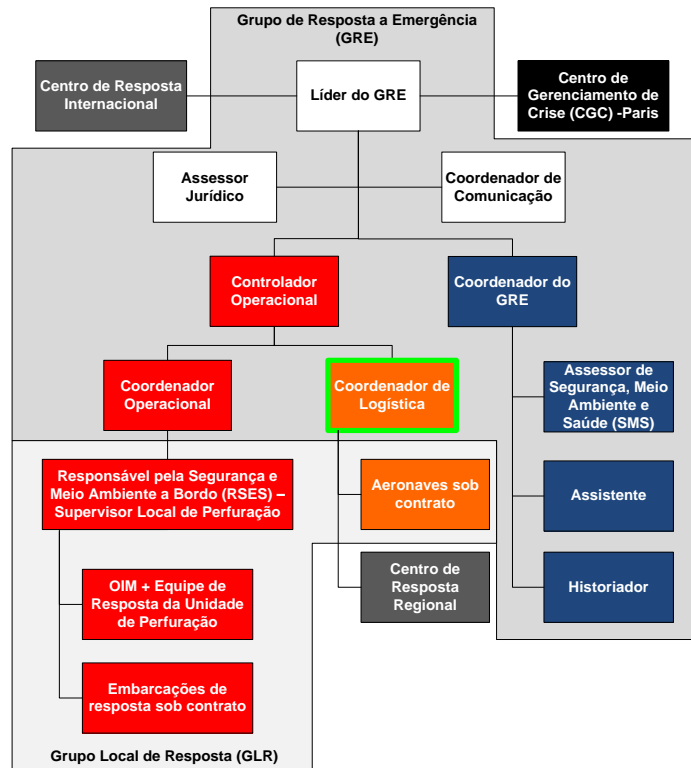 Grupo de Resposta a Emergência
(GRE)
Centro de Resposta
Internacional
Líder do GRE
Centro de
Gerenciamento de
Crise (CGC) -Paris
Assessor
Jurídico
Coordenador de
Comunicação
Controlador
Operacional
Coordenador do
GRE
Coordenador
Operacional
Coordenador de
Logística
Assessor de
Segurança, Meio
Ambiente e
Saúde (SMS)
Responsável pela Segurança e
Meio Ambiente a Bordo (RSES) –
Supervisor Local de Perfuração
Aeronaves sob
contrato
Assistente
OIM + Equipe de
Resposta da Unidade
de Perfuração
Centro de
Resposta
Regional
Historiador
Embarcações de
resposta sob contrato
Grupo Local de Resposta (GLR)